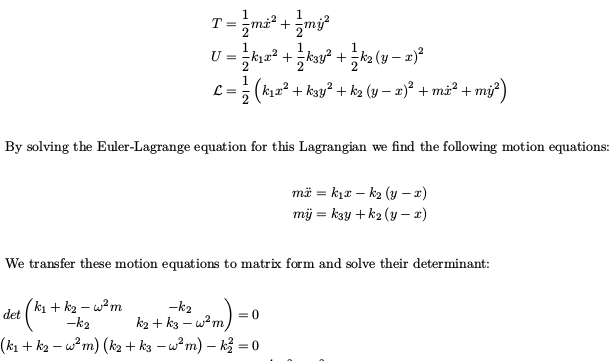 T = \frac{1}{2}m\dot{x}^2 + \frac{1}{2}m\dot{y}^2
U = \frac{1}{2}k_1x^2 + \frac{1}{2}k_3y^2 + \frac{1}{2}k_2(y-x)^2
\mathcal{L} = \frac{1}{2}\left(k_1x^2 + k_3y^2 + k_2(y-x)^2 + m\dot{x}^2 + m\dot{y}^2\right)
By solving the Euler-Lagrange equation for this Lagrangian we find the following motion equations:
m\ddot{x} = k_1x - k_2(y-x)
m\ddot{y} = k_3y + k_2(y-x)
We transfer these motion equations to matrix form and solve their determinant:
det\begin{pmatrix} k_1+k_2-\omega^2m & -k_2 \\ -k_2 & k_2+k_3-\omega^2m \end{pmatrix} = 0
(k_1+k_2-\omega^2m)(k_2+k_3-\omega^2m) - k_2^2 = 0